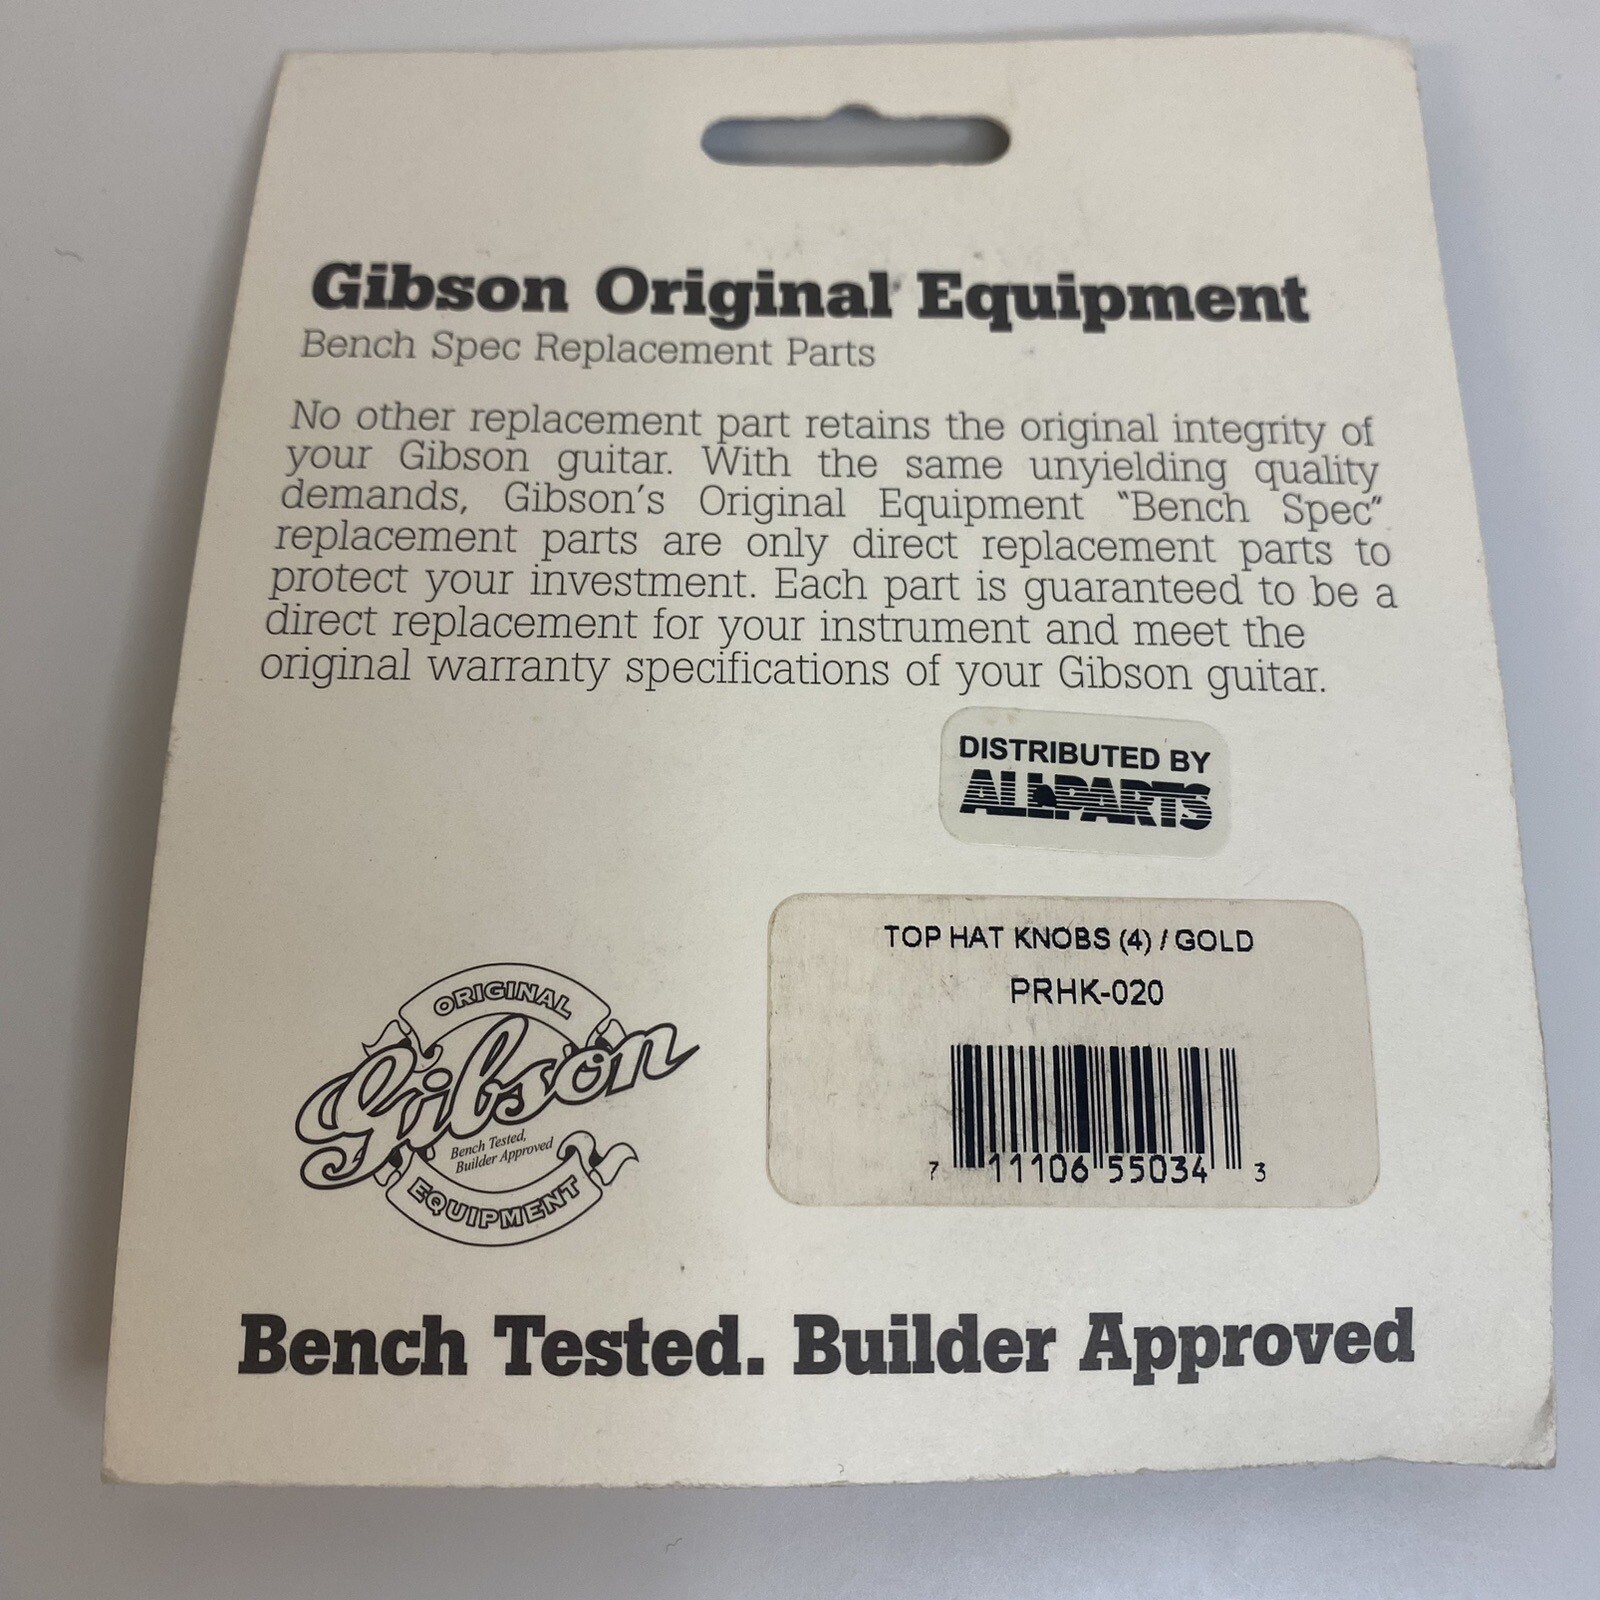 Gibson Original Equipment
Bench Spec Replacement Parts
No other replacement part retains the original integrity of
your Gibson guitar. With the same unyielding quality
demands, Gibson's Original Equipment "Bench Spec"
replacement parts are only direct replacement parts to
protect your investment. Each part is guaranteed to be a
direct replacement for your instrument and meet the
original warranty specifications of your Gibson guitar.
DISTRIBUTED BY
ALLPARTS
TOP HAT KNOBS (4) / GOLD
PRHK-020
7 11106 55034 3
ORIGINAL
Gibson
Bench Tested,
Builder Approved
EQUIPMENT
Bench Tested. Builder Approved